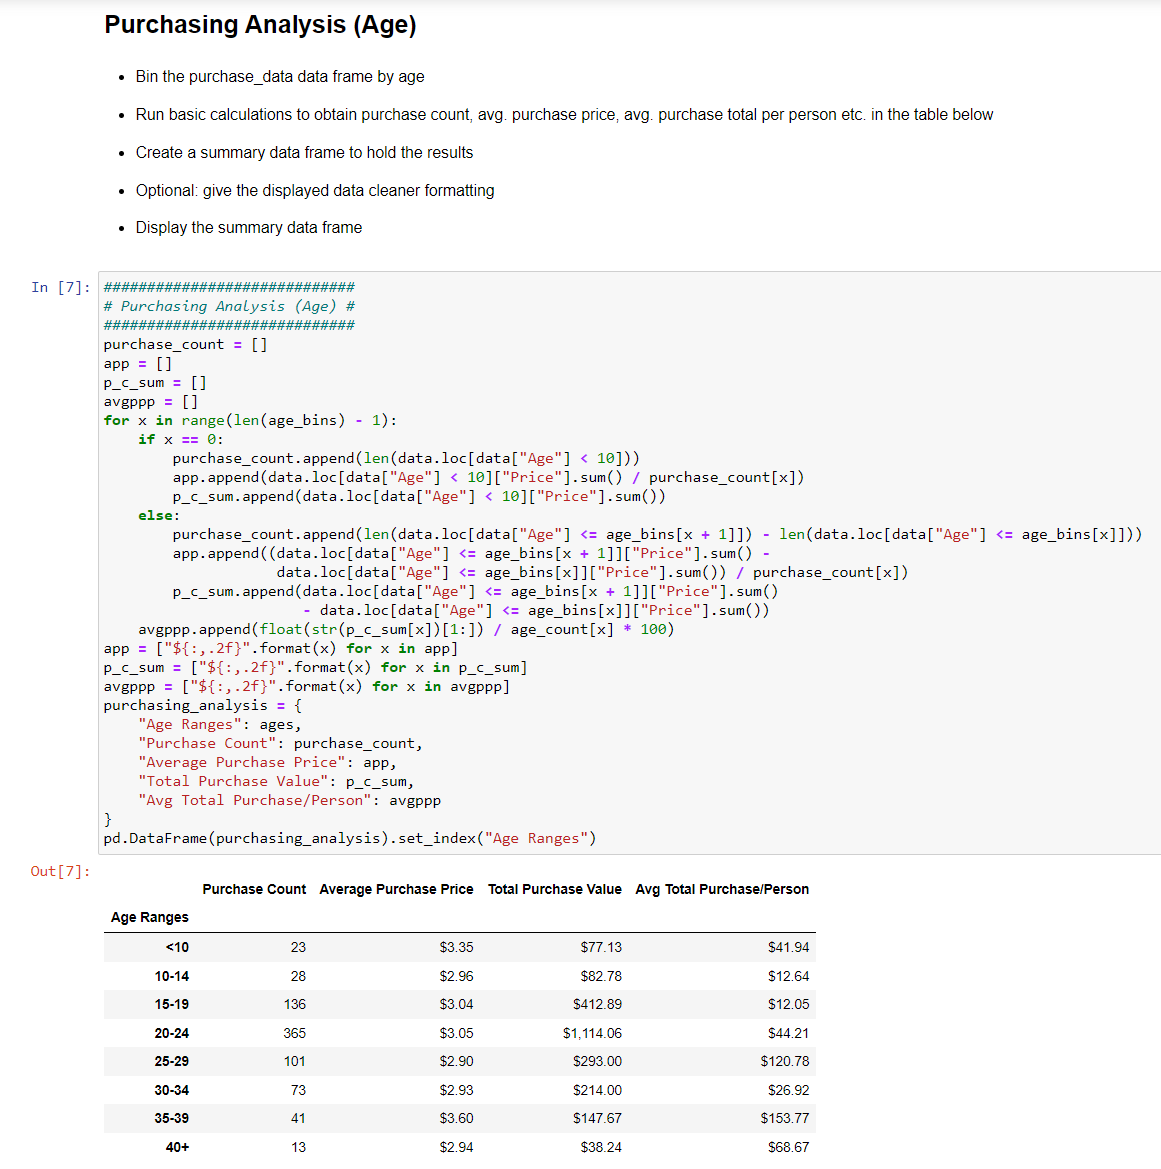 Purchasing Analysis (Age)
• Bin the purchase_data data frame by age
• Run basic calculations to obtain purchase count, avg. purchase price, avg. purchase total per person etc. in the table below
• Create a summary data frame to hold the results
• Optional: give the displayed data cleaner formatting
• Display the summary data frame
In [7]: #############################
# Purchasing Analysis (Age) #
#############################
purchase_count = []
app = []
p_c_sum = []
avgppp = []
for x in range(len(age_bins) - 1):
    if x == 0:
        purchase_count.append(len(data.loc[data["Age"] < 10]))
        app.append(data.loc[data["Age"] < 10]["Price"].sum() / purchase_count[x])
        p_c_sum.append(data.loc[data["Age"] < 10]["Price"].sum())
    else:
        purchase_count.append(len(data.loc[data["Age"] <= age_bins[x + 1]]) - len(data.loc[data["Age"] <= age_bins[x]]))
        app.append((data.loc[data["Age"] <= age_bins[x + 1]]["Price"].sum() -
                    data.loc[data["Age"] <= age_bins[x]]["Price"].sum()) / purchase_count[x])
        p_c_sum.append(data.loc[data["Age"] <= age_bins[x + 1]]["Price"].sum()
                       - data.loc[data["Age"] <= age_bins[x]]["Price"].sum())
    avgppp.append(float(str(p_c_sum[x])[1:]) / age_count[x] * 100)
app = ["${:,.2f}".format(x) for x in app]
p_c_sum = ["${:,.2f}".format(x) for x in p_c_sum]
avgppp = ["${:,.2f}".format(x) for x in avgppp]
purchasing_analysis = {
    "Age Ranges": ages,
    "Purchase Count": purchase_count,
    "Average Purchase Price": app,
    "Total Purchase Value": p_c_sum,
    "Avg Total Purchase/Person": avgppp
}
pd.DataFrame(purchasing_analysis).set_index("Age Ranges")
Out[7]:
Purchase Count Average Purchase Price Total Purchase Value Avg Total Purchase/Person
Age Ranges
<10 23 $3.35 $77.13 $41.94
10-14 28 $2.96 $82.78 $12.64
15-19 136 $3.04 $412.89 $12.05
20-24 365 $3.05 $1,114.06 $44.21
25-29 101 $2.90 $293.00 $120.78
30-34 73 $2.93 $214.00 $26.92
35-39 41 $3.60 $147.67 $153.77
40+ 13 $2.94 $38.24 $68.67